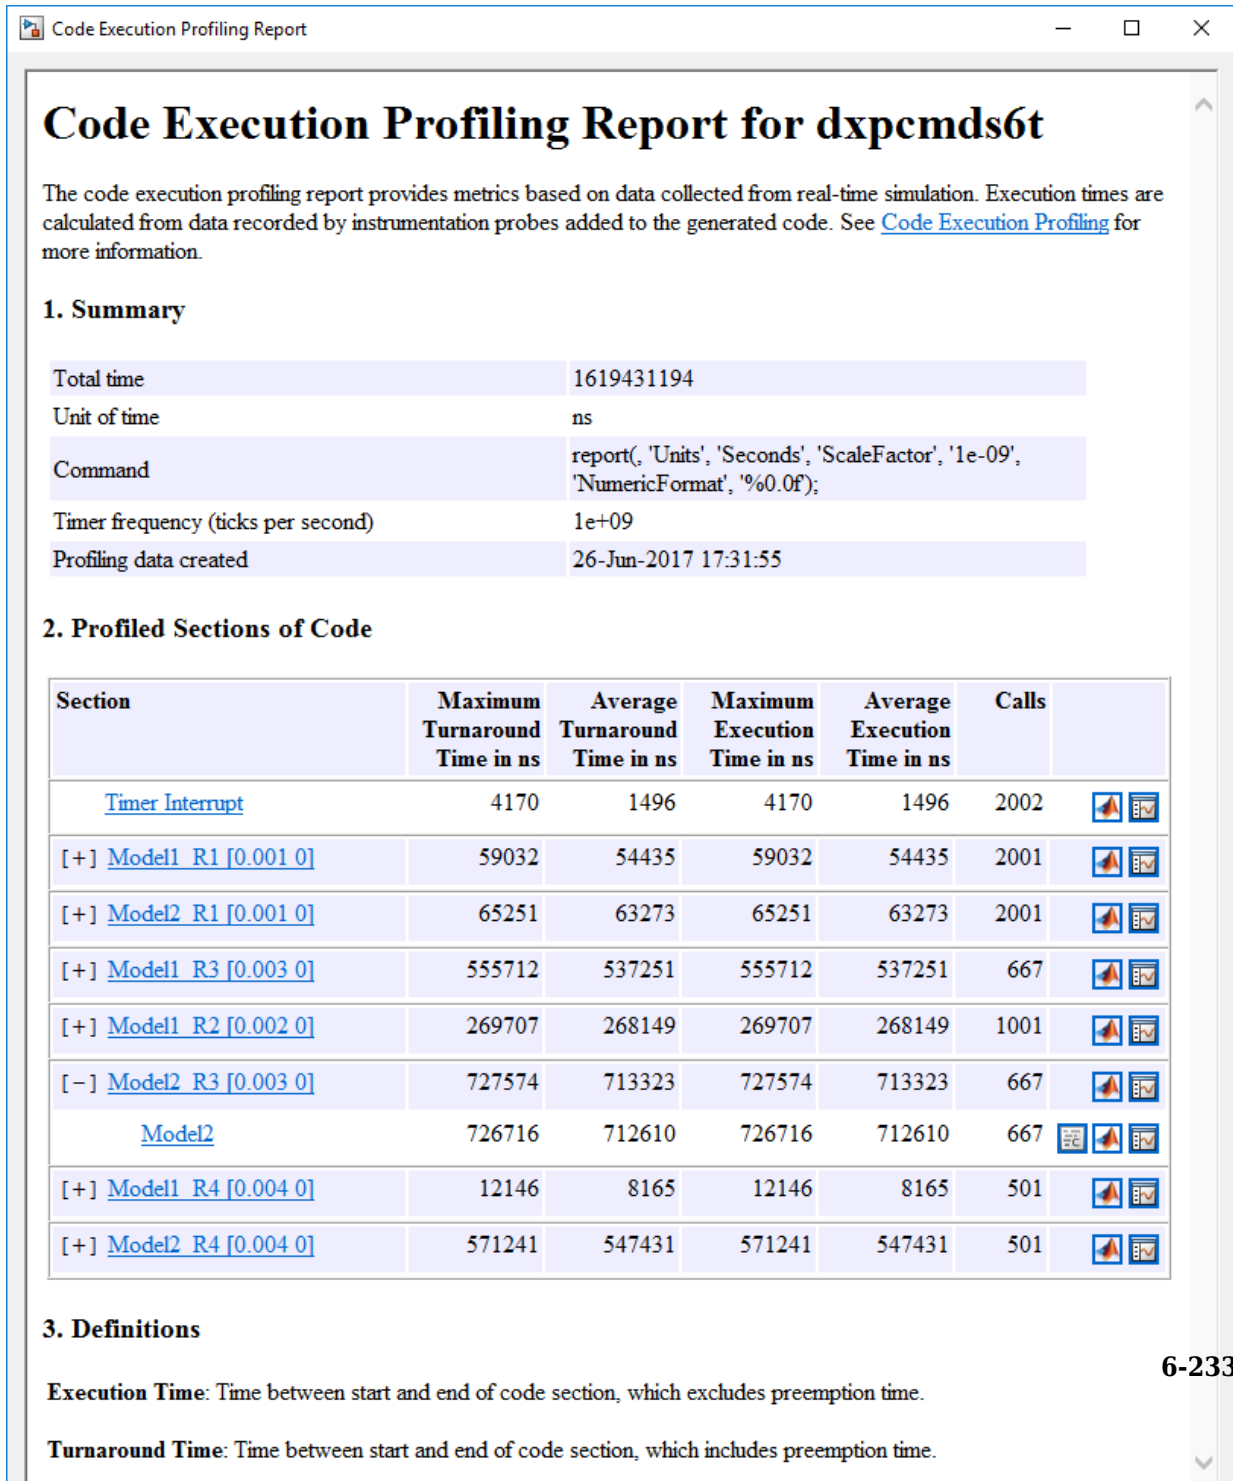 Code Execution Profiling Report
Code Execution Profiling Report for dxpcmds6t
The code execution profiling report provides metrics based on data collected from real-time simulation. Execution times are
calculated from data recorded by instrumentation probes added to the generated code. See Code Execution Profiling for
more information.
1. Summary
Total time 1619431194
Unit of time ns
Command report(, 'Units', 'Seconds', 'ScaleFactor', '1e-09',
'NumericFormat', '%0.0f');
Timer frequency (ticks per second) 1e+09
Profiling data created 26-Jun-2017 17:31:55
2. Profiled Sections of Code
Section Maximum Average Maximum Average Calls
Turnaround Turnaround Execution Execution
Time in ns Time in ns Time in ns Time in ns
Timer Interrupt 4170 1496 4170 1496 2002
[+] Model1_R1 [0.001 0] 59032 54435 59032 54435 2001
[+] Model2_R1 [0.001 0] 65251 63273 65251 63273 2001
[+] Model1_R3 [0.003 0] 555712 537251 555712 537251 667
[+] Model1_R2 [0.002 0] 269707 268149 269707 268149 1001
[-] Model2_R3 [0.003 0] 727574 713323 727574 713323 667
Model2 726716 712610 726716 712610 667
[+] Model1_R4 [0.004 0] 12146 8165 12146 8165 501
[+] Model2_R4 [0.004 0] 571241 547431 571241 547431 501
3. Definitions
6-233
Execution Time: Time between start and end of code section, which excludes preemption time.
Turnaround Time: Time between start and end of code section, which includes preemption time.